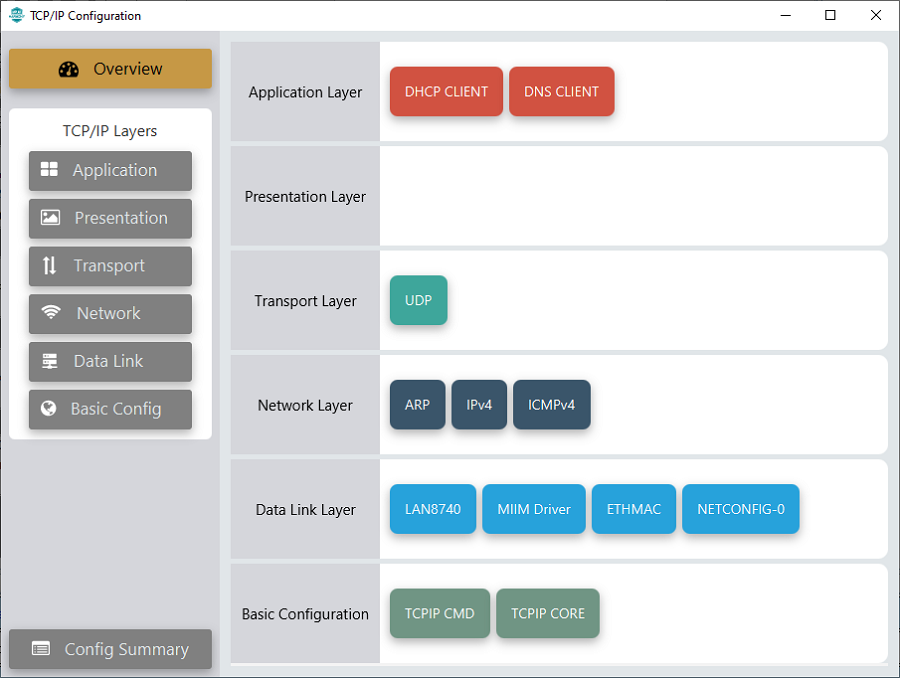 TCP/IP Configuration
Overview
TCP/IP Layers
Application
Presentation
Transport
Network
Data Link
Basic Config
Config Summary
Application Layer
DHCP CLIENT
DNS CLIENT
Presentation Layer
Transport Layer
UDP
Network Layer
ARP
IPv4
ICMPv4
Data Link Layer
LAN8740
MIIM Driver
ETHMAC
NETCONFIG-0
Basic Configuration
TCPIP CMD
TCPIP CORE